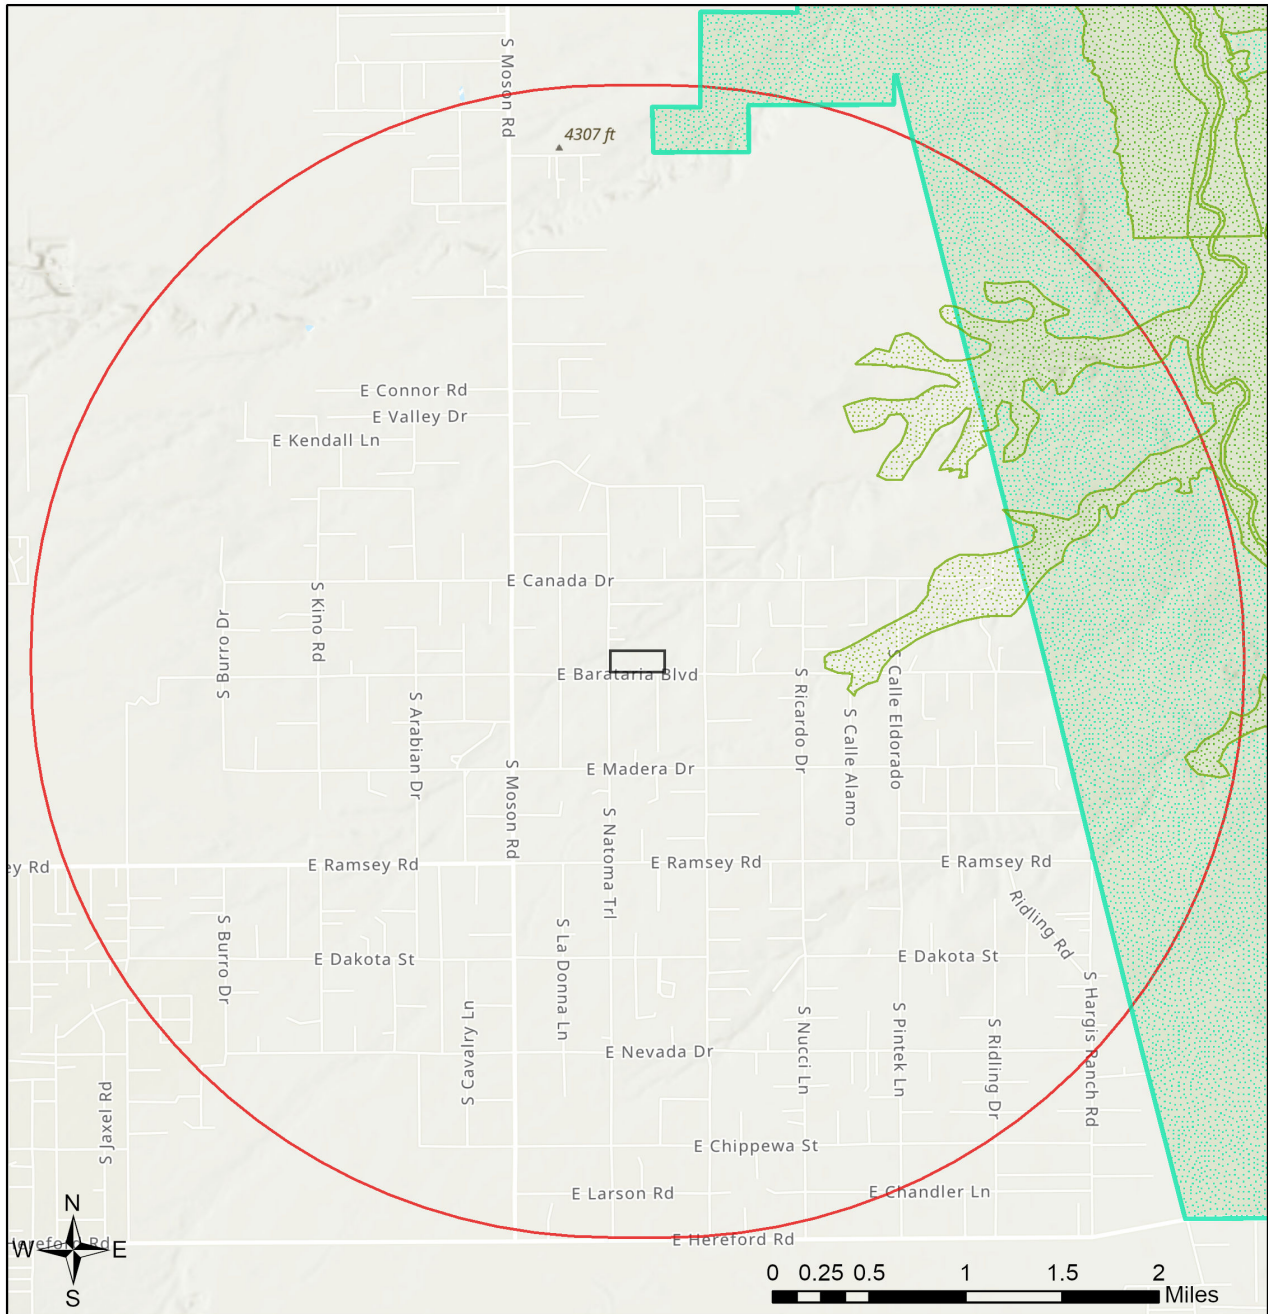 S Moson Rd
4307 ft
E Connor Rd
E Valley Dr
E Kendall Ln
E Canada Dr
S Kino Rd
S Burro Dr
E Barataria Blvd
S Calle Eldorado
S Ricardo Dr
S Arabian Dr
S Calle Alamo
E Madera Dr
S Moson Rd
S Natoma Trl
ey Rd
E Ramsey Rd
E Ramsey Rd
E Ramsey Rd
Ridling Rd
S Burro Dr
S La Donna Ln
E Dakota St
E Dakota St
S Hargis Ranch Rd
S Cavalry Ln
S Nucci Ln
S Pintek Ln
S Ridling Dr
E Nevada Dr
S Jaxel Rd
E Chippewa St
E Larson Rd
E Chandler Ln
N
W
E
S
Hereford Rd
E Hereford Rd
0 0.25 0.5 1 1.5 2
Miles